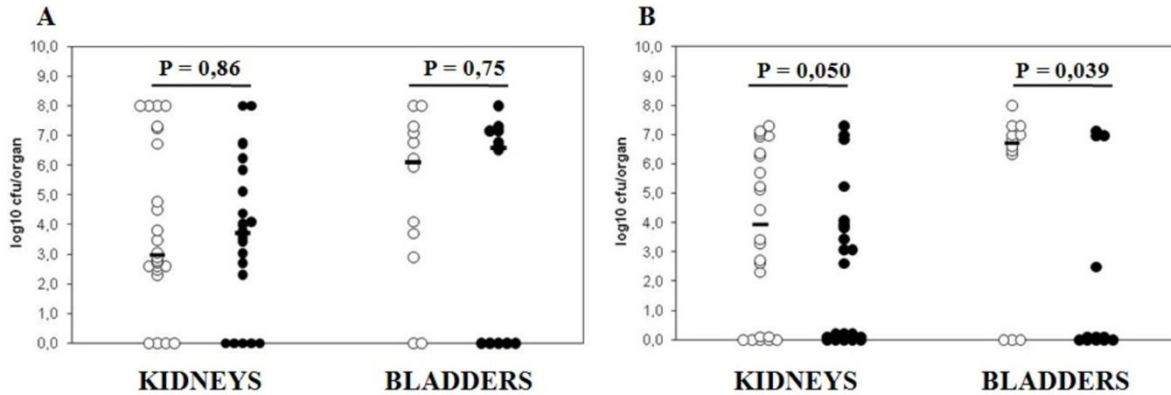 A
10,0
9,0
8,0
7,0
6,0
5,0
4,0
3,0
2,0
1,0
0,0
log10 cfu/organ
P = 0,86
P = 0,75
KIDNEYS
BLADDERS
B
10,0
9,0
8,0
7,0
6,0
5,0
4,0
3,0
2,0
1,0
0,0
log10 cfu/organ
P = 0,050
P = 0,039
KIDNEYS
BLADDERS